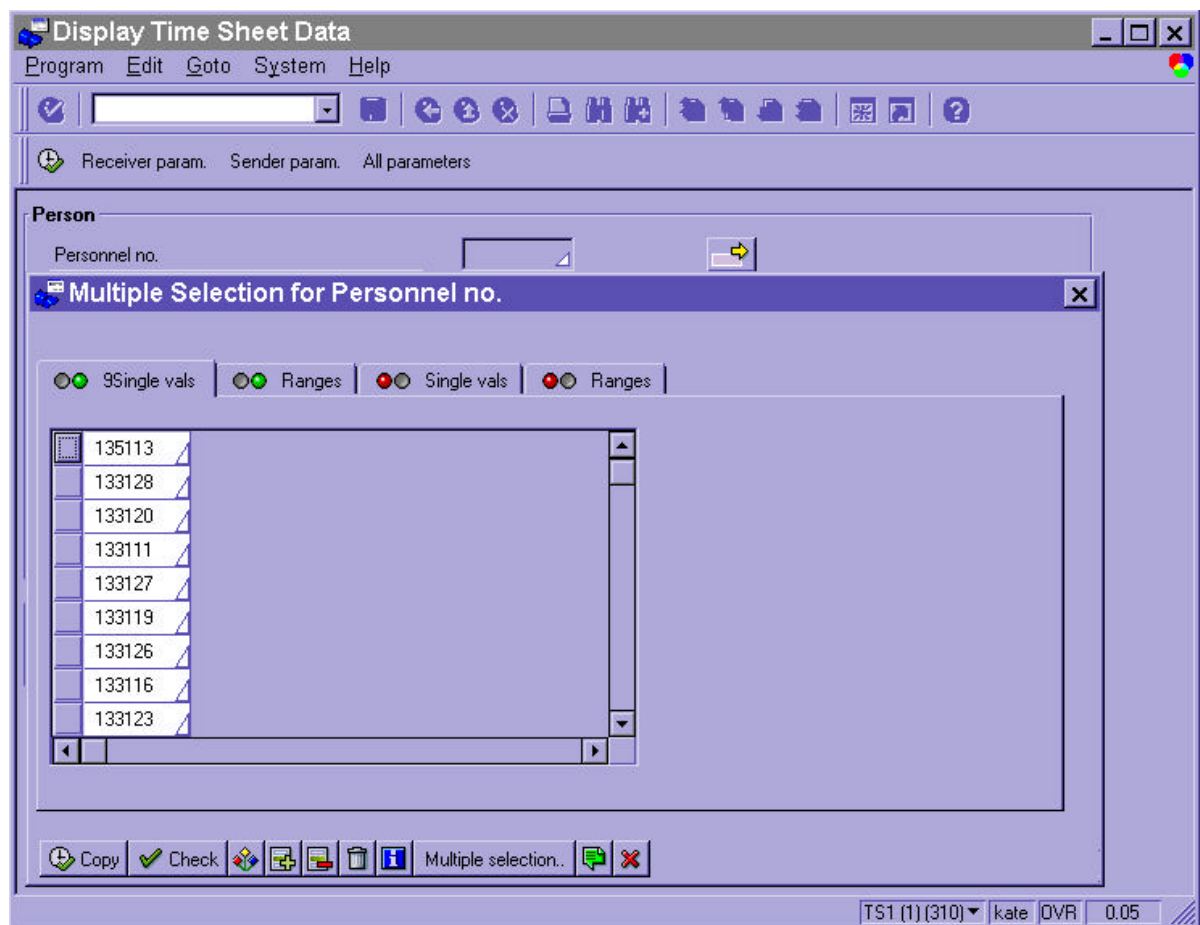 Display Time Sheet Data
Program Edit Goto System Help
Receiver param. Sender param. All parameters
Person
Personnel no.
Multiple Selection for Personnel no.
9Single vals Ranges Single vals Ranges
135113
133128
133120
133111
133127
133119
133126
133116
133123
Copy Check Multiple selection..
TS1 (1) (310) kate OVR 0.05